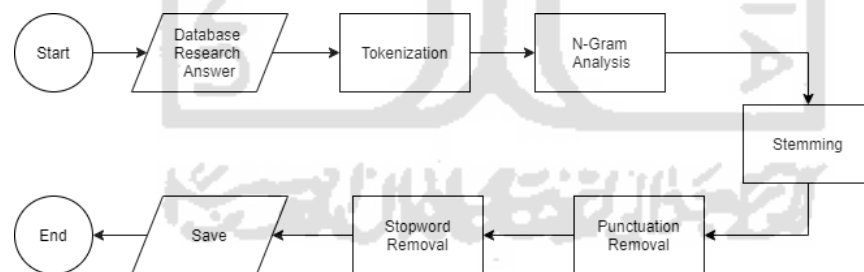 Start
Database
Research
Answer
Tokenization
N-Gram
Analysis
Stemming
Punctuation
Removal
Stopword
Removal
Save
End